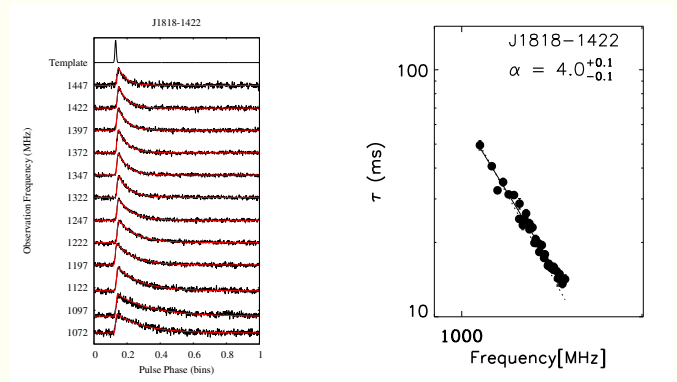 J1818-1422
Template
1447
1422
1397
1372
1347
1322
1247
1222
1197
1122
1097
1072
Observation Frequency (MHz)
0 0.2 0.4 0.6 0.8 1
Pulse Phase (bins)
J1818−1422
α = 4.0+0.1−0.1
100
τ (ms)
10
1000
Frequency[MHz]